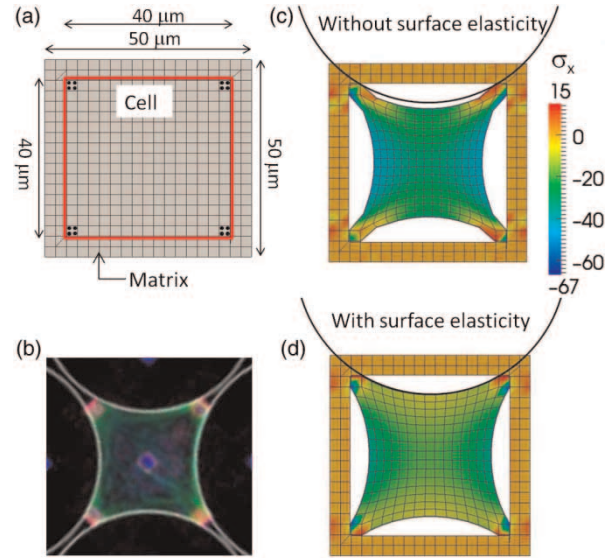 (a)
40 μm
50 μm
Cell
40 μm
50 μm
Matrix
(b)
(c)
Without surface elasticity
σx
15
0
-20
-40
-60
-67
With surface elasticity
(d)